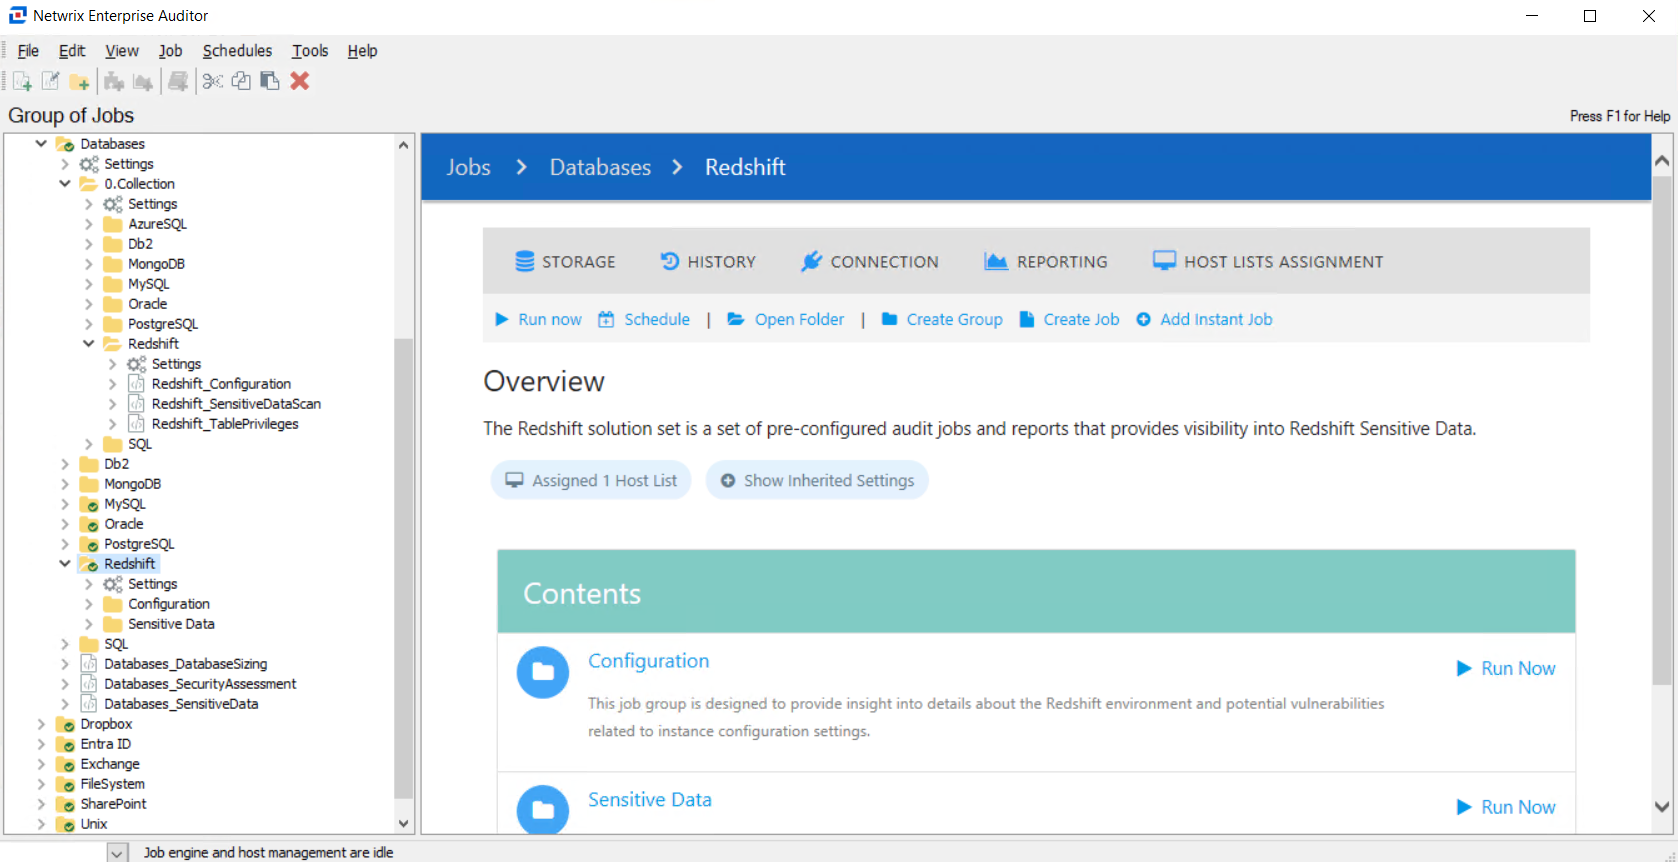 Netwrix Enterprise Auditor
File Edit View Job Schedules Tools Help
Group of Jobs
Press F1 for Help
Databases
Settings
0.Collection
Settings
AzureSQL
Db2
MongoDB
MySQL
Oracle
PostgreSQL
Redshift
Settings
Redshift_Configuration
Redshift_SensitiveDataScan
Redshift_TablePrivileges
SQL
Db2
MongoDB
MySQL
Oracle
PostgreSQL
Redshift
Settings
Configuration
Sensitive Data
SQL
Databases_DatabaseSizing
Databases_SecurityAssessment
Databases_SensitiveData
Dropbox
Entra ID
Exchange
FileSystem
SharePoint
Unix
Jobs > Databases > Redshift
STORAGE HISTORY CONNECTION REPORTING HOST LISTS ASSIGNMENT
Run now Schedule | Open Folder | Create Group Create Job Add Instant Job
Overview
The Redshift solution set is a set of pre-configured audit jobs and reports that provides visibility into Redshift Sensitive Data.
Assigned 1 Host List Show Inherited Settings
Contents
Configuration Run Now
This job group is designed to provide insight into details about the Redshift environment and potential vulnerabilities
related to instance configuration settings.
Sensitive Data Run Now
Job engine and host management are idle